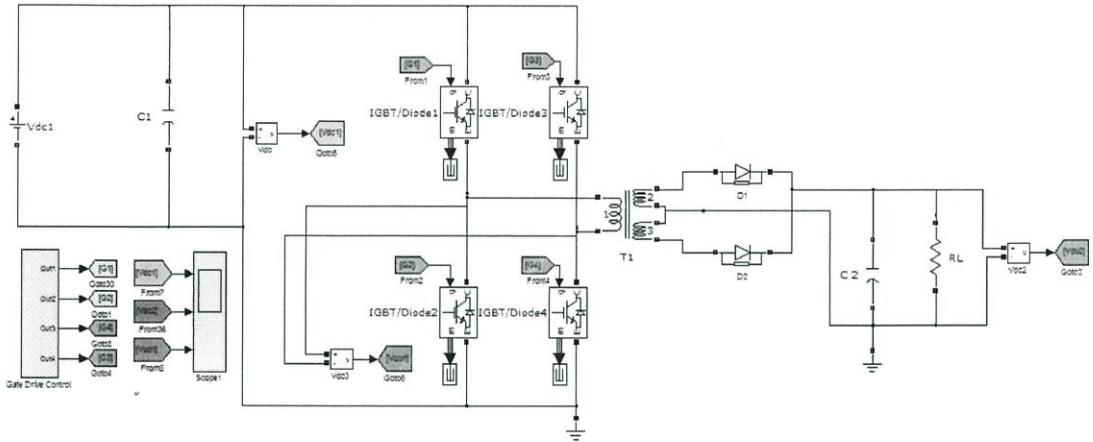 Vdc1
C1
+
-
v
Vdc
[Vdc1]
Goto5
[G1]
From1
IGBT/Diode1
g
C
m
E
[G3]
From3
IGBT/Diode3
g
C
m
E
[G2]
From2
IGBT/Diode2
g
C
m
E
[G4]
From4
IGBT/Diode4
g
C
m
E
+
-
v
Vdc3
Goto6
1
2
3
T1
D1
D2
C2
RL
+
-
v
Vdc2
Goto2
Out1
Out2
Out3
Out4
Gate Drive Control
[G1]
Goto30
[G2]
Goto1
[G4]
Goto3
[G3]
Goto4
[Vdc1]
From7
[Vdc2]
From36
From5
Scope1